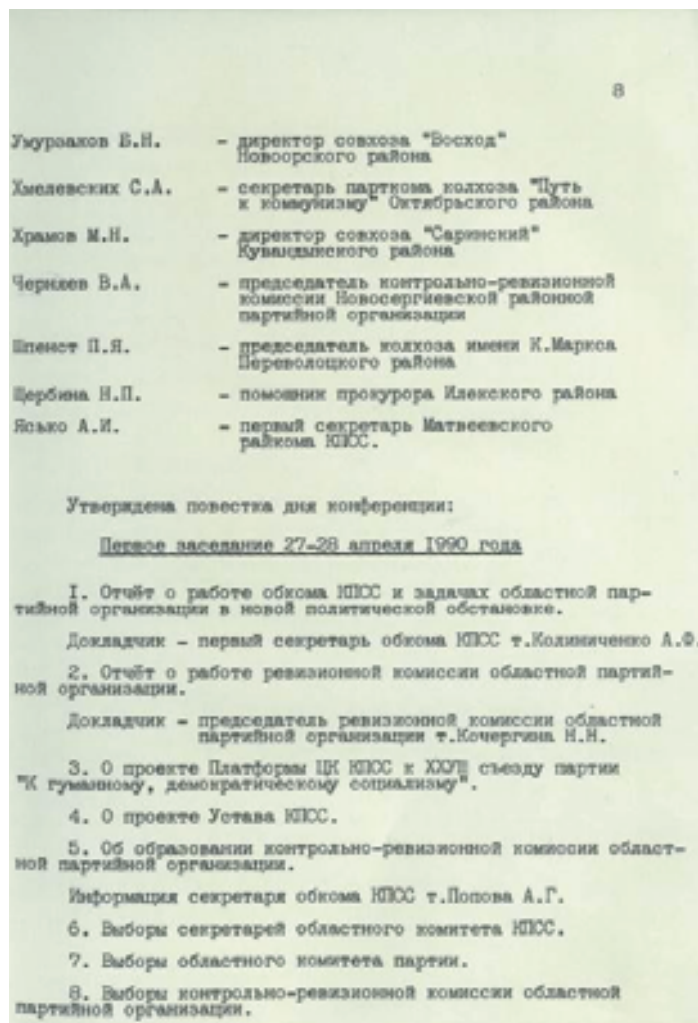 8
Умурзаков Б.Н. - директор совхоза "Восход"
Новоорского района
Хмелевских С.А. - секретарь парткома колхоза "Путь
к коммунизму" Октябрьского района
Храмов М.Н. - директор совхоза "Саринский"
Кувандыкского района
Черняев В.А. - председатель контрольно-ревизионной
комиссии Новосергиевской районной
партийной организации
Шпенст П.Я. - председатель колхоза имени К.Маркса
Переволоцкого района
Щербина Н.П. - помощник прокурора Илекского района
Ясько А.И. - первый секретарь Матвеевского
райкома КПСС.
Утверждена повестка дня конференции:
Первое заседание 27-28 апреля 1990 года
1. Отчёт о работе обкома КПСС и задачах областной пар-
тийной организации в новой политической обстановке.
Докладчик - первый секретарь обкома КПСС т.Колиниченко А.Ф.
2. Отчёт о работе ревизионной комиссии областной партий-
ной организации.
Докладчик - председатель ревизионной комиссии областной
партийной организации т.Кочергина Н.Н.
3. О проекте Платформы ЦК КПСС к ХХУШ съезду партии
"К гуманному, демократическому социализму".
4. О проекте Устава КПСС.
5. Об образовании контрольно-ревизионной комиссии област-
ной партийной организации.
Информация секретаря обкома КПСС т.Попова А.Г.
6. Выборы секретарей областного комитета КПСС.
7. Выборы областного комитета партии.
8. Выборы контрольно-ревизионной комиссии областной
партийной организации.